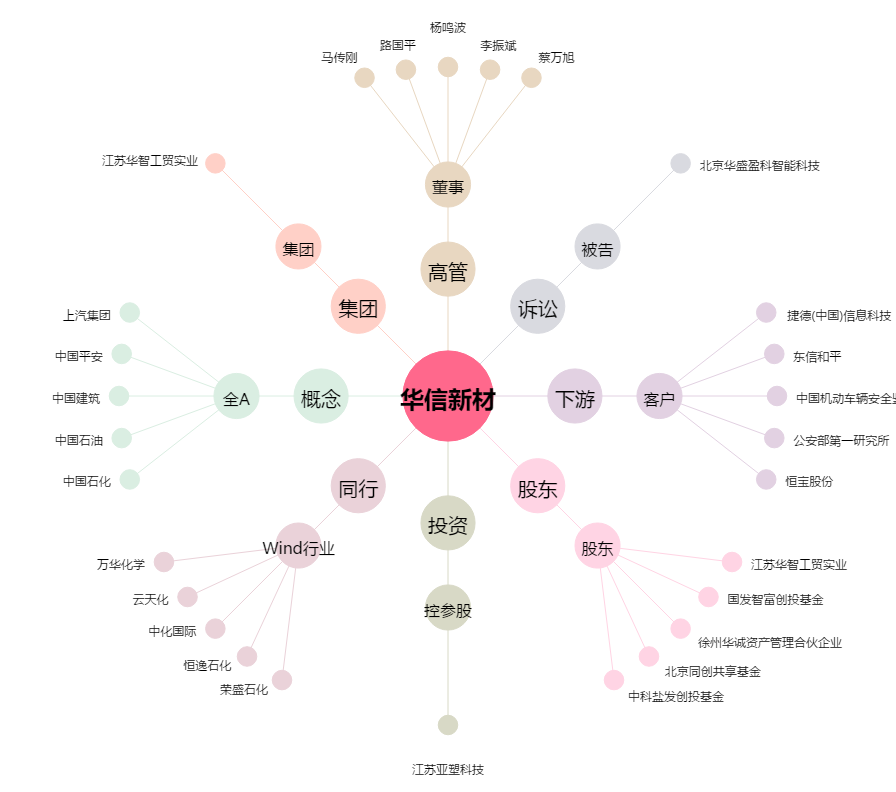 杨鸣波
路国平
李振斌
马传刚
蔡万旭
江苏华智工贸实业
北京华盛盈科智能科技
董事
集团
被告
高管
集团
诉讼
上汽集团
中国平安
中国建筑
中国石油
中国石化
全A
概念
华信新材
下游
客户
捷德(中国)信息科技
东信和平
中国机动车辆安全
公安部第一研究所
恒宝股份
同行
股东
投资
Wind行业
股东
万华化学
云天化
中化国际
恒逸石化
荣盛石化
控参股
江苏华智工贸实业
国发智富创投基金
徐州华诚资产管理合伙企业
北京同创共享基金
中科盐发创投基金
江苏亚塑科技